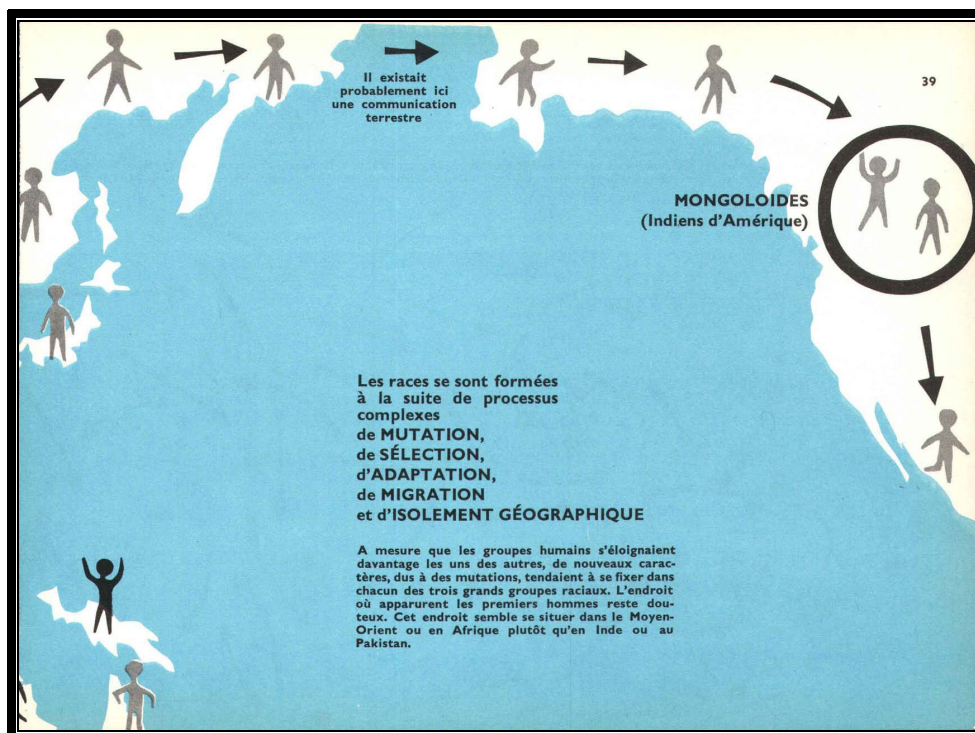 Il existait
probablement ici
une communication
terrestre
39
MONGOLOIDES
(Indiens d'Amérique)
Les races se sont formées
à la suite de processus
complexes
de MUTATION,
de SÉLECTION,
d'ADAPTATION,
de MIGRATION
et d'ISOLEMENT GÉOGRAPHIQUE
A mesure que les groupes humains s'éloignaient
davantage les uns des autres, de nouveaux carac-
tères, dus à des mutations, tendaient à se fixer dans
chacun des trois grands groupes raciaux. L'endroit
où apparurent les premiers hommes reste dou-
teux. Cet endroit semble se situer dans le Moyen-
Orient ou en Afrique plutôt qu'en Inde ou au
Pakistan.